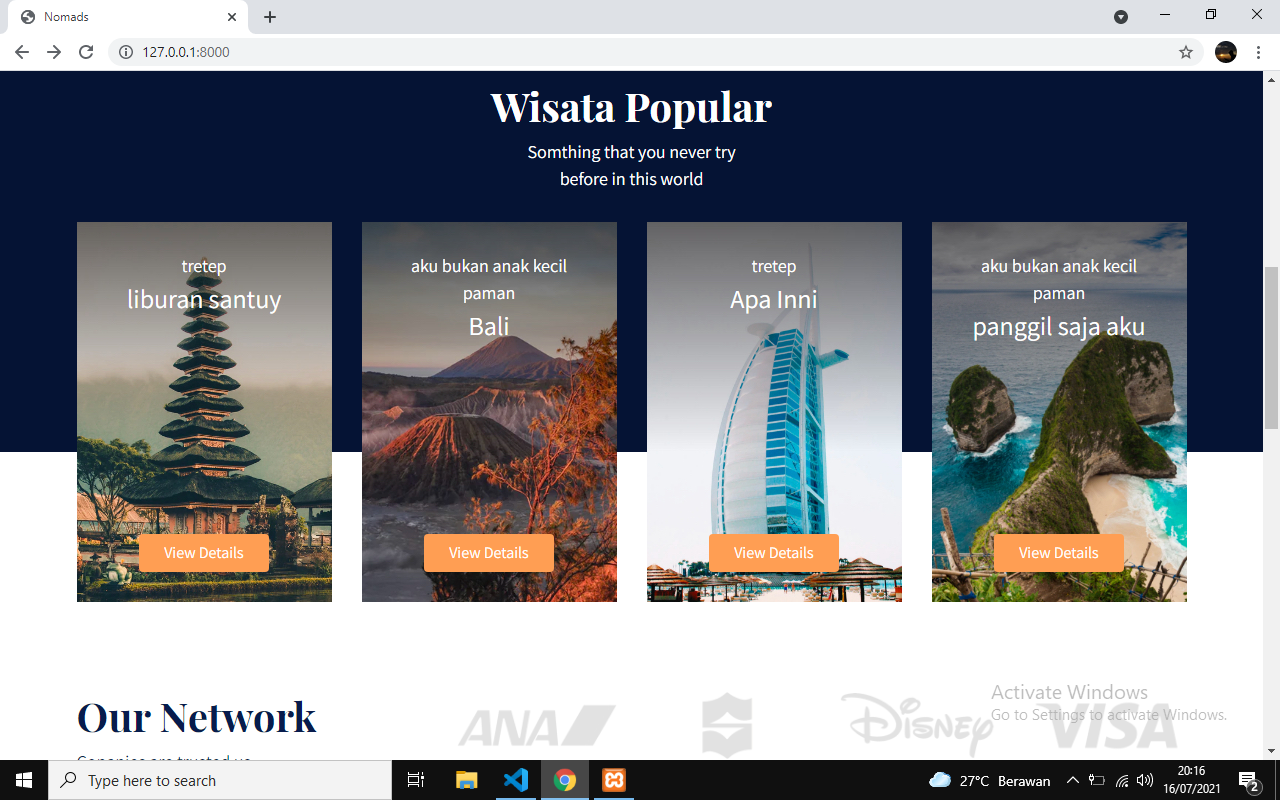 Nomads
127.0.0.1:8000
Wisata Popular
Somthing that you never try
before in this world
tretep
liburan santuy
View Details
aku bukan anak kecil
paman
Bali
View Details
tretep
Apa Inni
View Details
aku bukan anak kecil
paman
panggil saja aku
View Details
Our Network
ANA
Disney
VISA
Activate Windows
Go to Settings to activate Windows.
Type here to search
27°C Berawan
20:16
16/07/2021
2